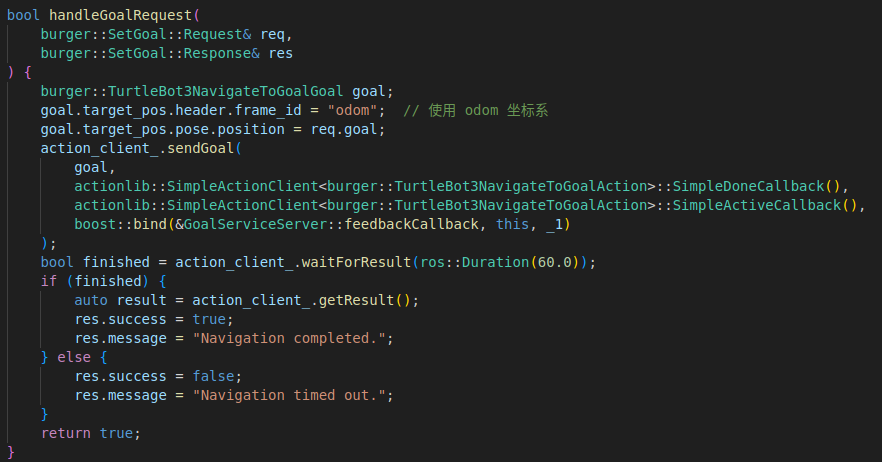 bool handleGoalRequest(
    burger::SetGoal::Request& req,
    burger::SetGoal::Response& res
) {
    burger::TurtleBot3NavigateToGoalGoal goal;
    goal.target_pos.header.frame_id = "odom";  // 使用 odom 坐标系
    goal.target_pos.pose.position = req.goal;
    action_client_.sendGoal(
        goal,
        actionlib::SimpleActionClient<burger::TurtleBot3NavigateToGoalAction>::SimpleDoneCallback(),
        actionlib::SimpleActionClient<burger::TurtleBot3NavigateToGoalAction>::SimpleActiveCallback(),
        boost::bind(&GoalServiceServer::feedbackCallback, this, _1)
    );
    bool finished = action_client_.waitForResult(ros::Duration(60.0));
    if (finished) {
        auto result = action_client_.getResult();
        res.success = true;
        res.message = "Navigation completed.";
    } else {
        res.success = false;
        res.message = "Navigation timed out.";
    }
    return true;
}